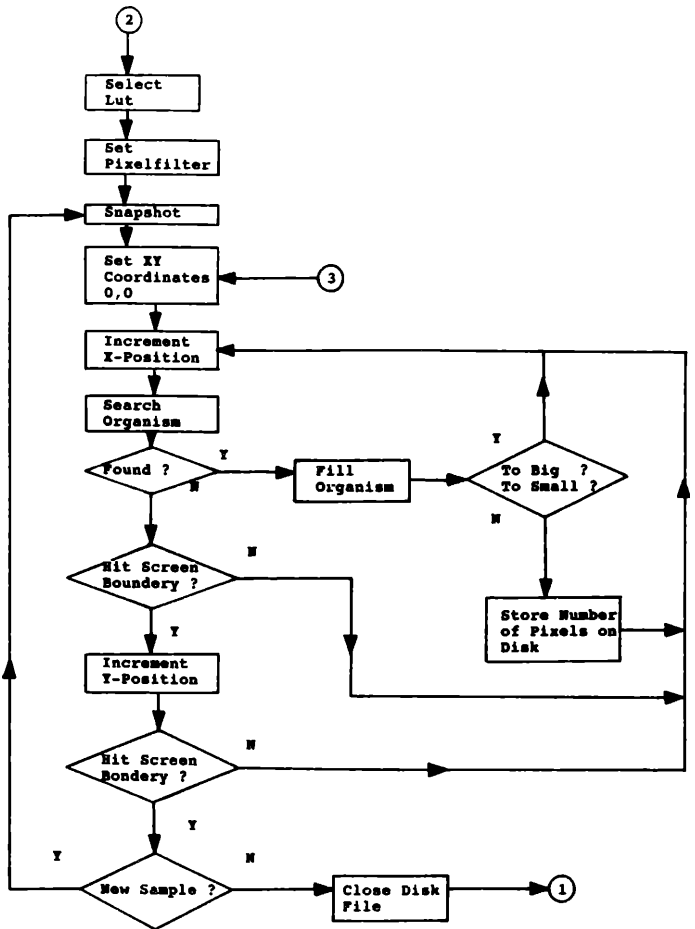 2
Select
Lut
Set
Pixelfilter
Snapshot
Set XY
Coordinates
0,0
3
Increment
X-Position
Search
Organism
Found ?
Y
N
Fill
Organism
To Big ?
To Small ?
Y
N
Store Number
of Pixels on
Disk
Hit Screen
Boundery ?
N
Y
Increment
Y-Position
Hit Screen
Bondery ?
N
Y
New Sample ?
Y
N
Close Disk
File
1